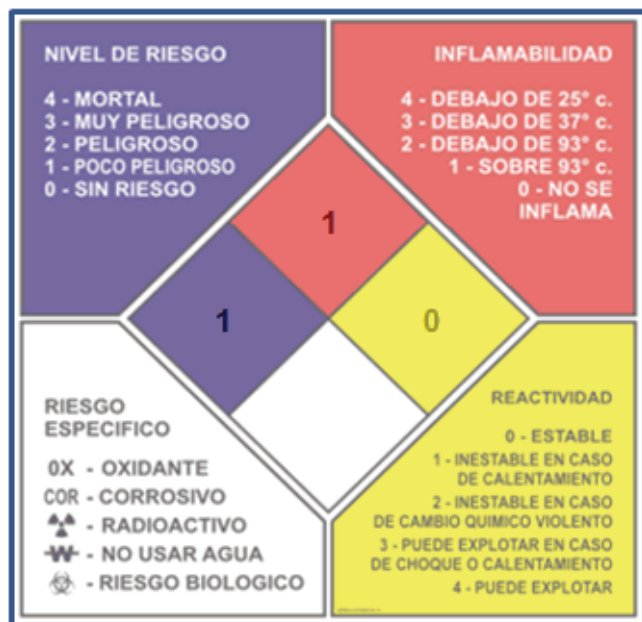 NIVEL DE RIESGO
4 - MORTAL
3 - MUY PELIGROSO
2 - PELIGROSO
1 - POCO PELIGROSO
0 - SIN RIESGO
INFLAMABILIDAD
4 - DEBAJO DE 25° c.
3 - DEBAJO DE 37° c.
2 - DEBAJO DE 93° c.
1 - SOBRE 93° c.
0 - NO SE
INFLAMA
1
1
0
RIESGO
ESPECIFICO
0X - OXIDANTE
COR - CORROSIVO
- RADIOACTIVO
W - NO USAR AGUA
- RIESGO BIOLOGICO
REACTIVIDAD
0 - ESTABLE
1 - INESTABLE EN CASO
DE CALENTAMIENTO
2 - INESTABLE EN CASO
DE CAMBIO QUIMICO VIOLENTO
3 - PUEDE EXPLOTAR EN CASO
DE CHOQUE O CALENTAMIENTO
4 - PUEDE EXPLOTAR